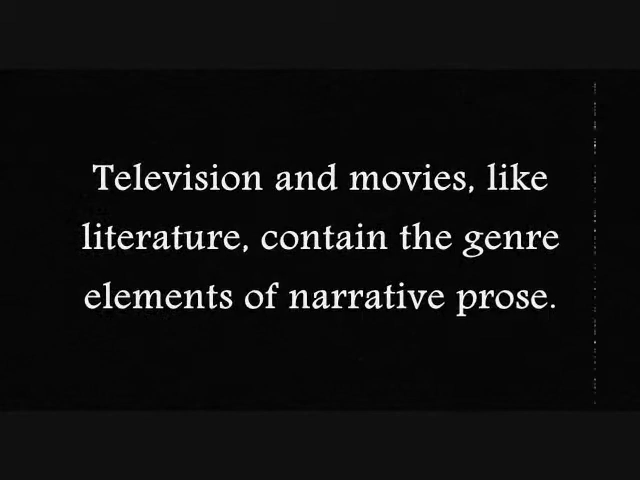 Television and movies, like
literature, contain the genre
elements of narrative prose.